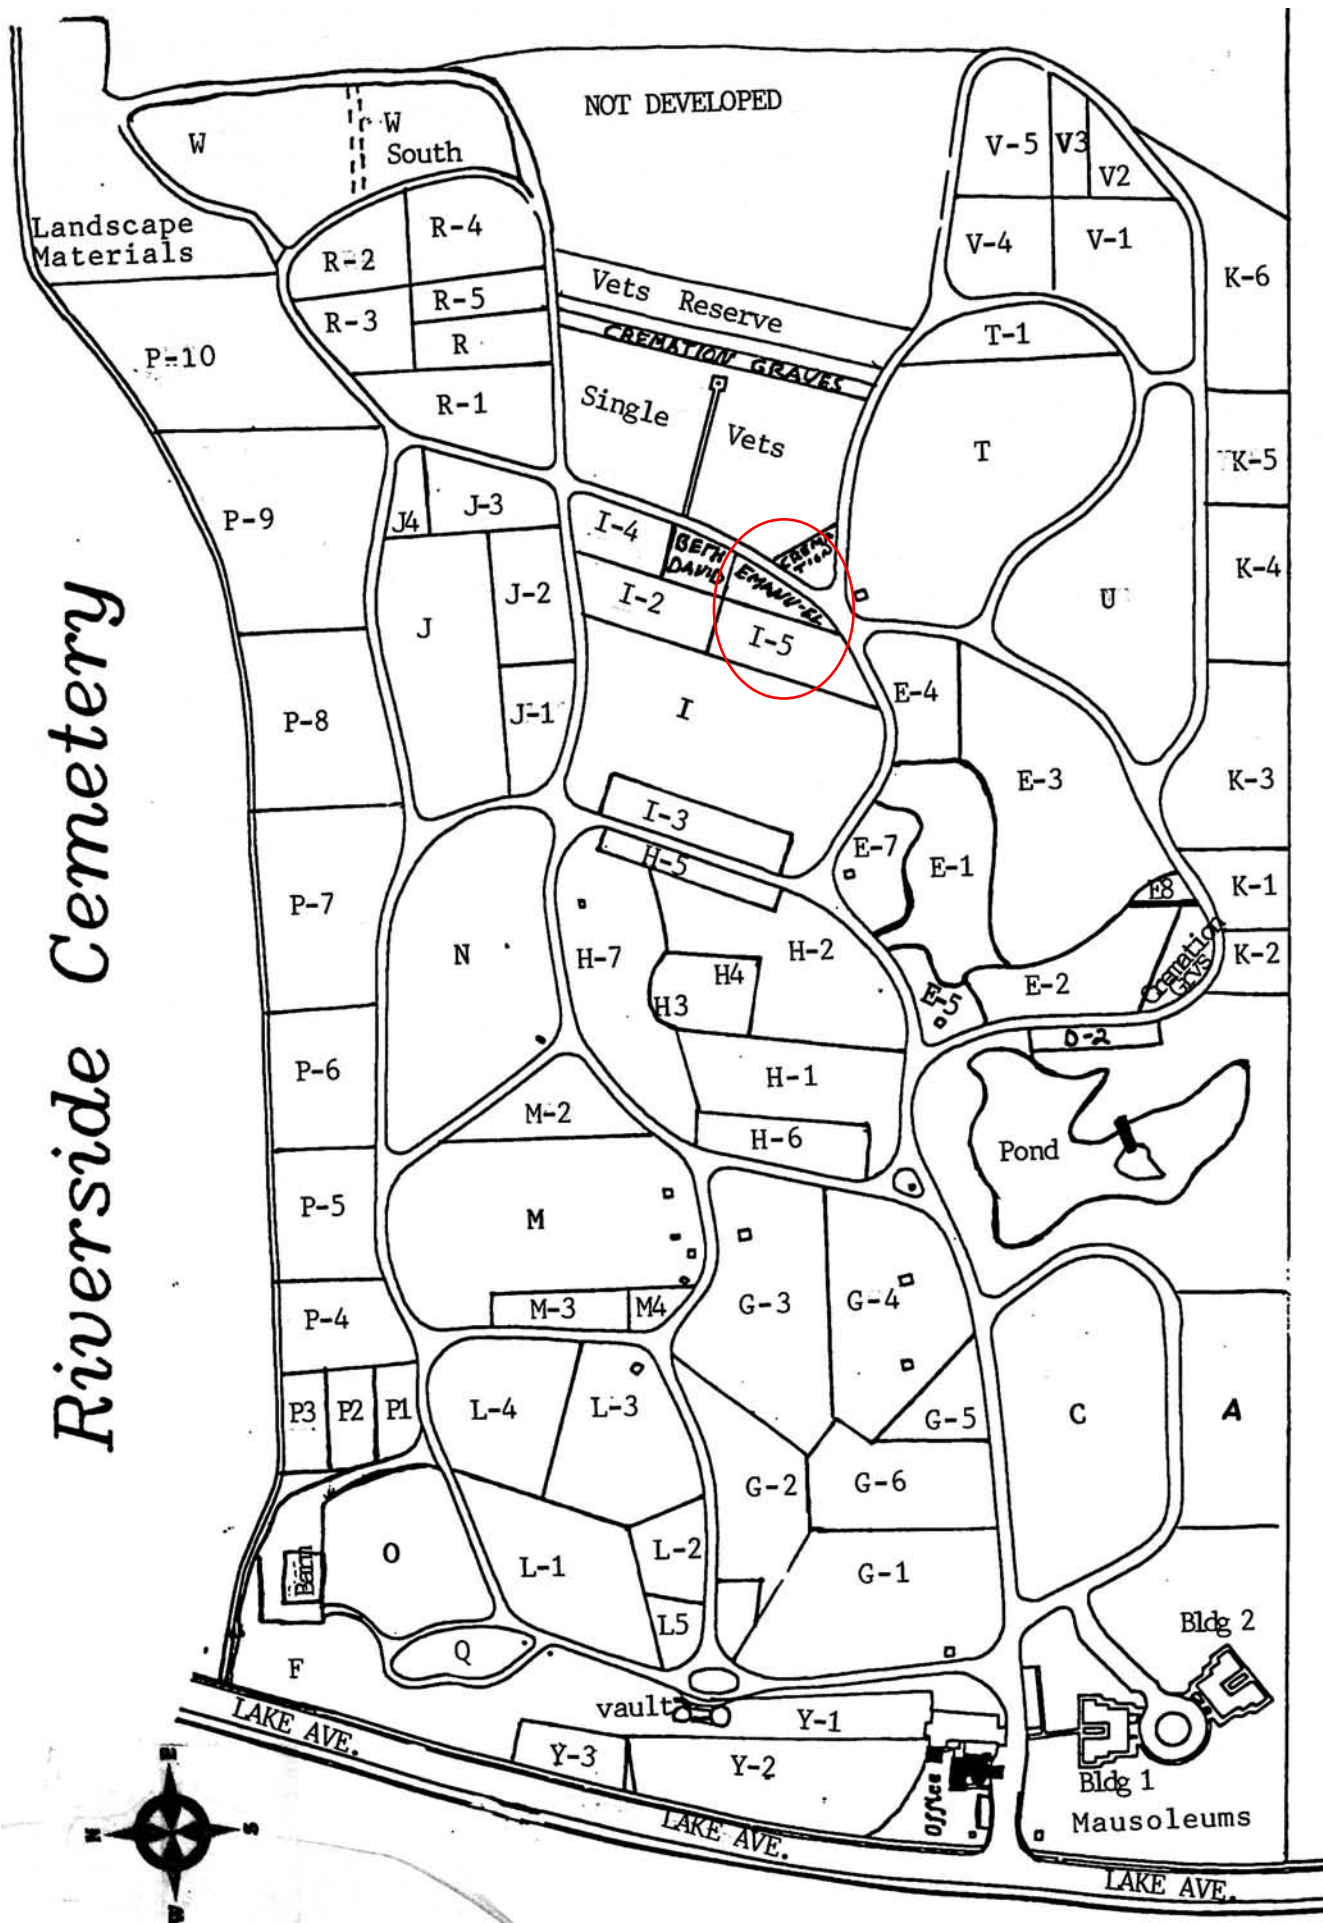 NOT DEVELOPED
W
W
South
V-5
V3
V2
Landscape
Materials
R-4
R-2
V-4
V-1
K-6
Vets Reserve
R-5
R-3
R
T-1
P-10
CREMATION GRAVES
R-1
Single
Vets
T
K-5
P-9
J4
J-3
I-4
BETH
DAVID
EMANU-EL
CREMA
TION
K-4
J
J-2
I-2
I-5
U
P-8
J-1
I
E-4
E-3
K-3
I-3
H-5
E-7
E-1
E8
K-1
P-7
N
H-7
H-2
H4
H3
E-5
E-2
Cremation
Grvs
K-2
D-2
P-6
H-1
M-2
H-6
Pond
P-5
M
M-3
M4
G-3
G-4
P-4
P3
P2
P1
L-4
L-3
G-5
C
A
G-2
G-6
Barn
O
L-1
L-2
G-1
L5
Bldg 2
F
Q
vault
Y-1
LAKE AVE.
Y-3
Y-2
Office
Bldg 1
Mausoleums
LAKE AVE.
LAKE AVE.
Riverside Cemetery
E
N
S
W